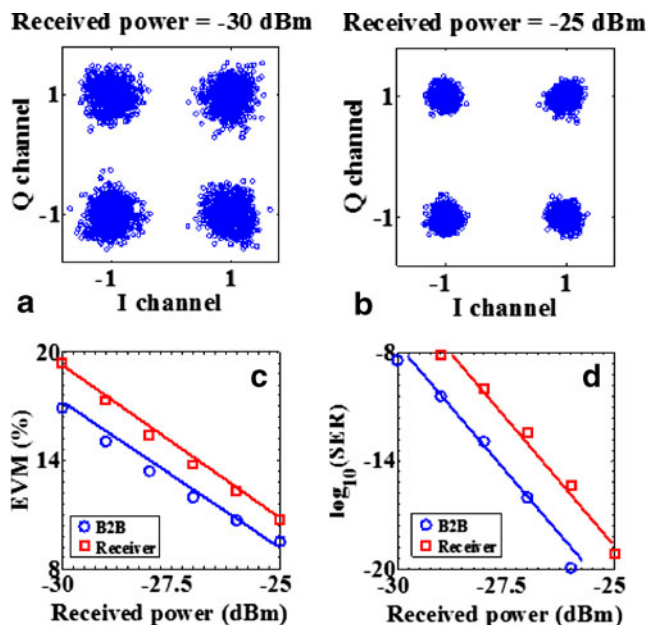 Received power = -30 dBm
Q channel
1
-1
-1
1
a
I channel
Received power = -25 dBm
Q channel
1
-1
-1
1
b
I channel
20
14
8
EVM (%)
c
B2B
Receiver
-30
-27.5
-25
Received power (dBm)
-8
-14
-20
log10(SER)
d
B2B
Receiver
-30
-27.5
-25
Received power (dBm)